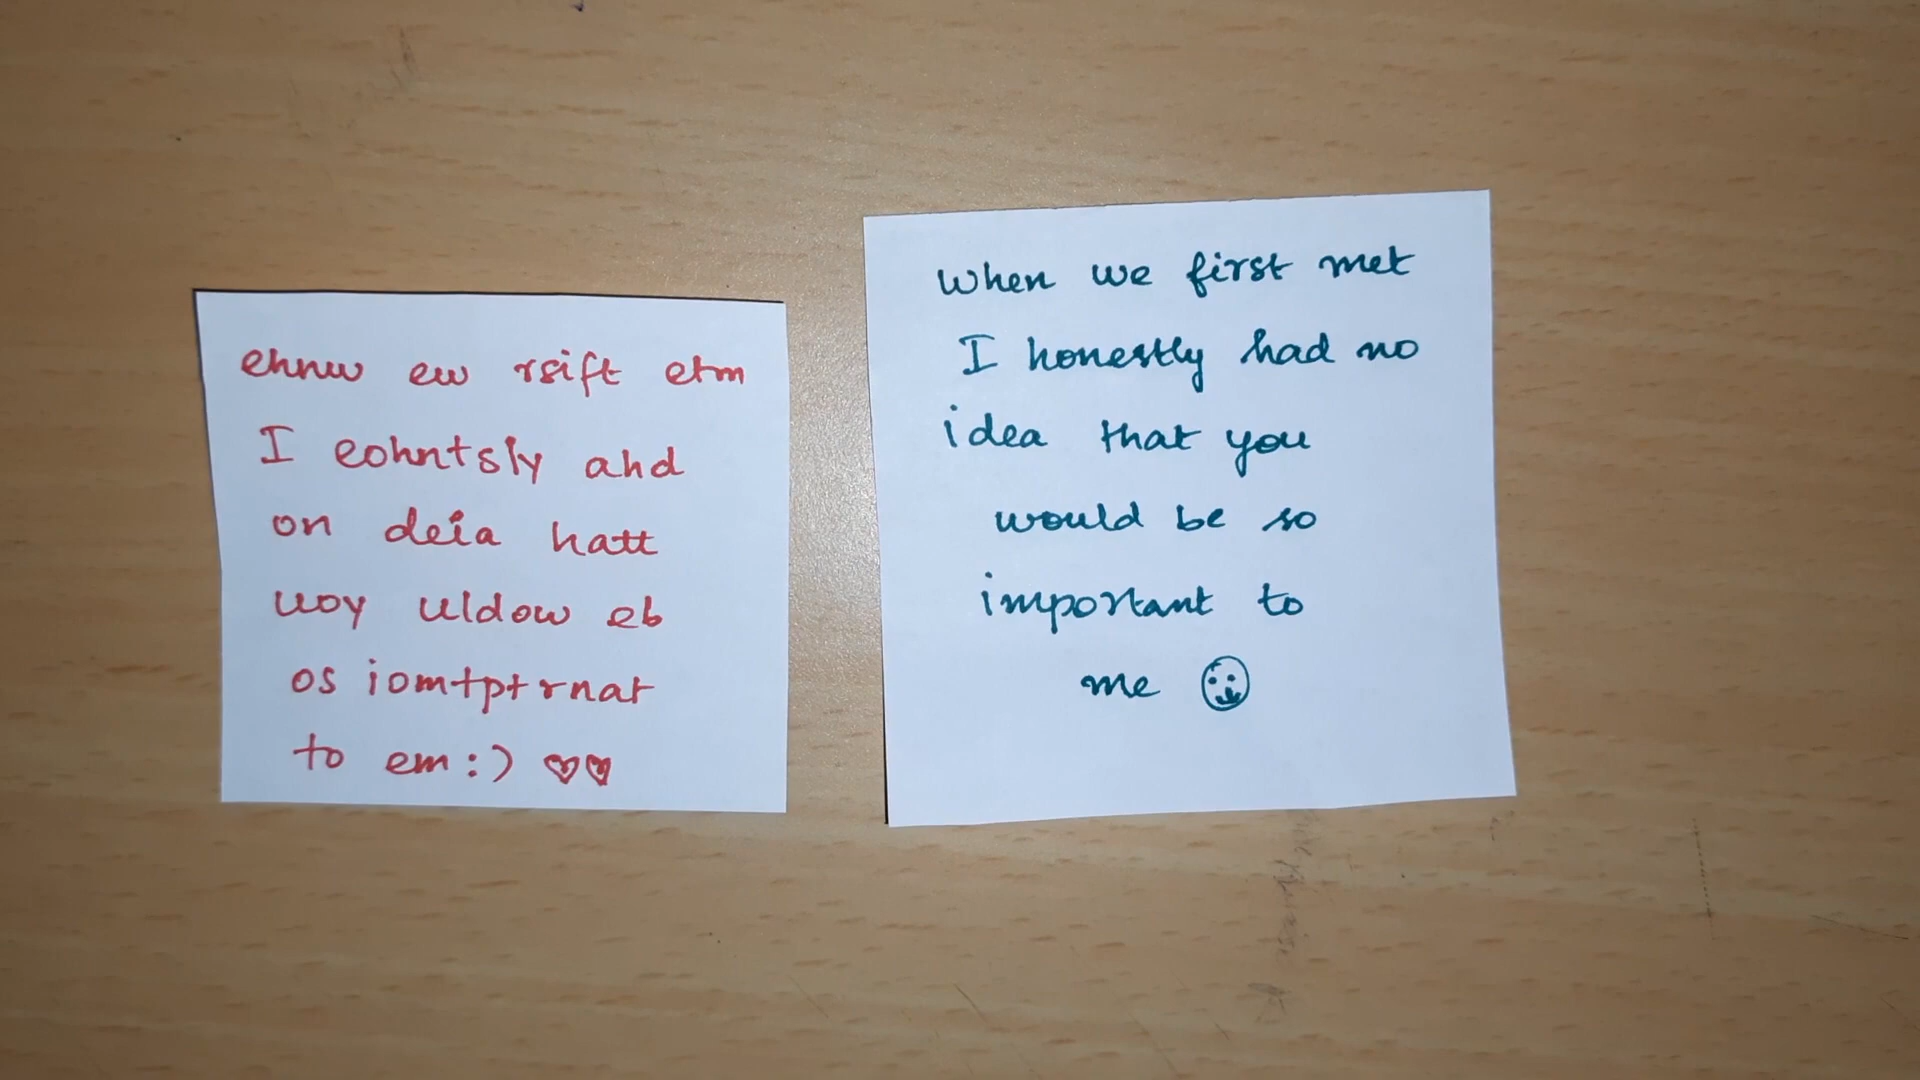 ehnw ew rsift etm
I eohntsly ahd
on deia hatt
uoy uldow eb
os iomtptrnat
to em:) ♡♡
When we first met
I honestly had no
idea that you
would be so
important to
me ☺